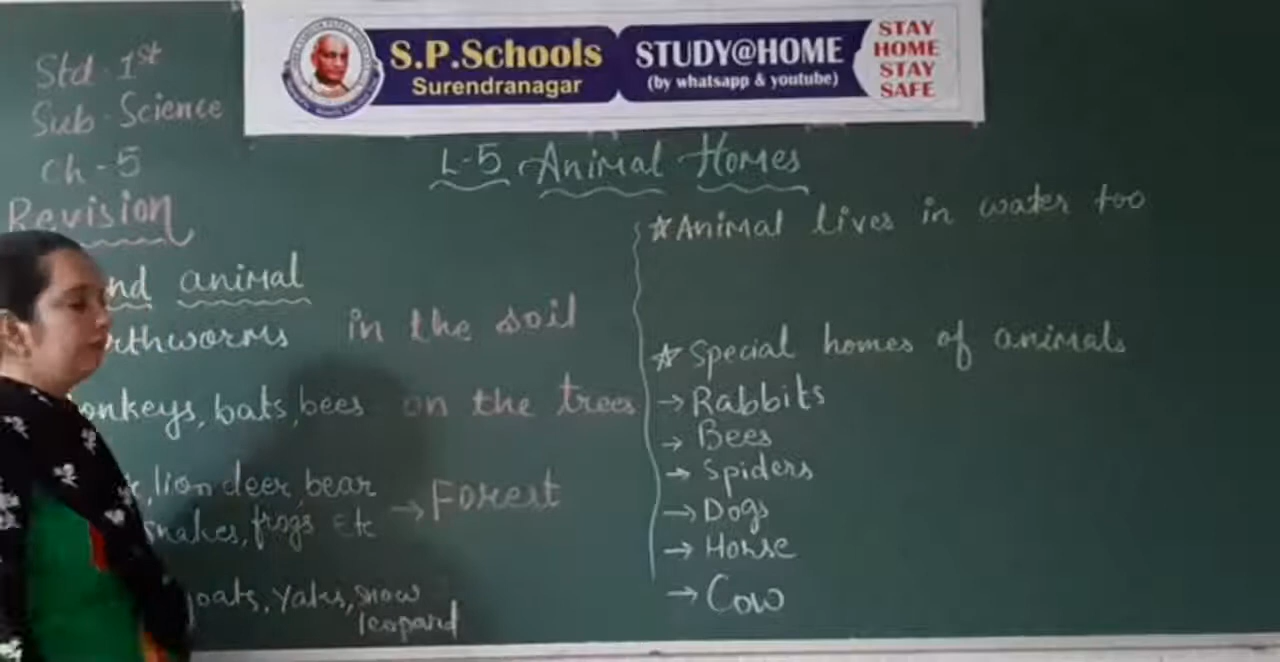 S.P.Schools
Surendranagar
STUDY@HOME
(by whatsapp & youtube)
STAY
HOME
STAY
SAFE
Std - 1st
Sub - Science
Ch - 5
Revision
L-5 Animal Homes
nd animal
rthworms in the soil
onkeys, bats, bees on the trees
, lion deer, bear → Forest
snakes, frogs Etc
oats, Yaks, snow
leopard
☆ Animal lives in water too
☆ Special homes of animals
→ Rabbits
→ Bees
→ Spiders
→ Dogs
→ Horse
→ Cow